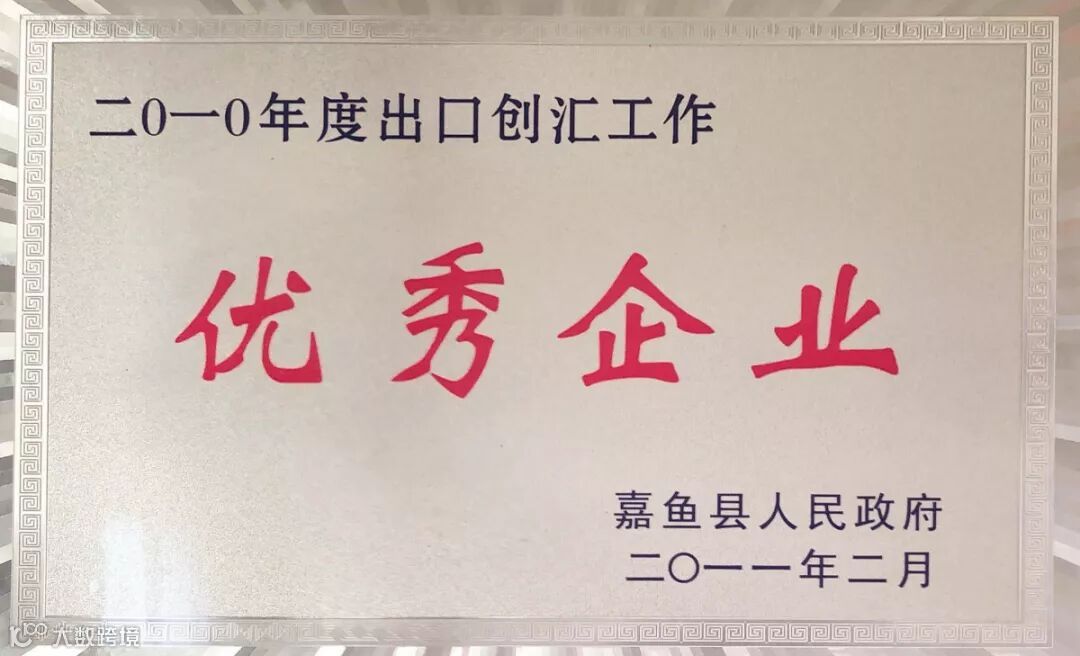 二0一0年度出口创汇工作
优秀企业
嘉鱼县人民政府
二〇一一年二月
大数跨境